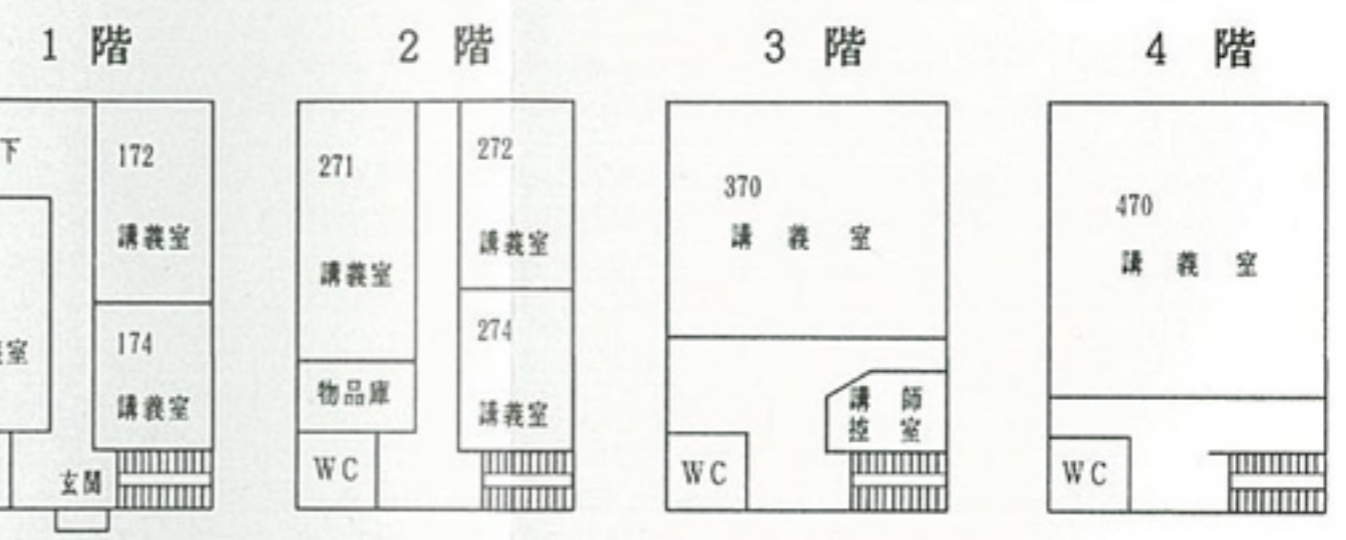 1 階
下
172
講義室
室
174
講義室
玄関
2 階
271
講義室
272
講義室
物品庫
274
講義室
WC
3 階
370
講 義 室
講 師
控 室
WC
4 階
470
講 義 室
WC